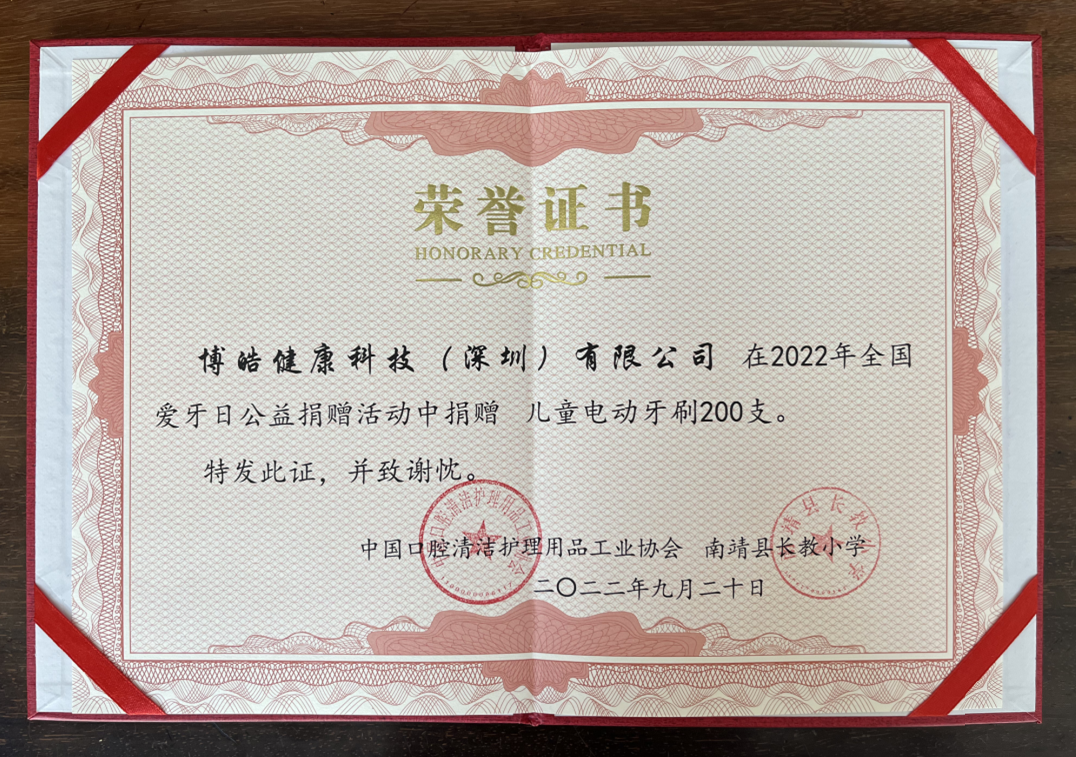 荣誉证书
HONORARY CREDENTIAL
博皓健康科技（深圳）有限公司 在2022年全国
爱牙日公益捐赠活动中捐赠 儿童电动牙刷200支。
特发此证，并致谢忱。
中国口腔清洁护理用品工业协会 南靖县长教小学
二〇二二年九月二十日